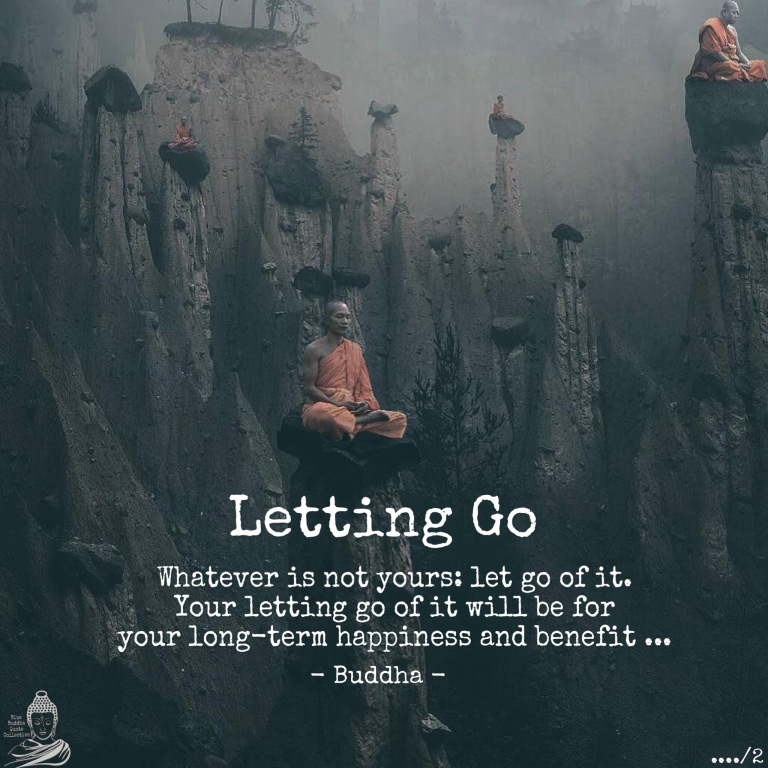 Letting Go
Whatever is not yours: let go of it.
Your letting go of it will be for
your long-term happiness and benefit ...
- Buddha -
Blue
Buddha
Quote
Collective
..../2